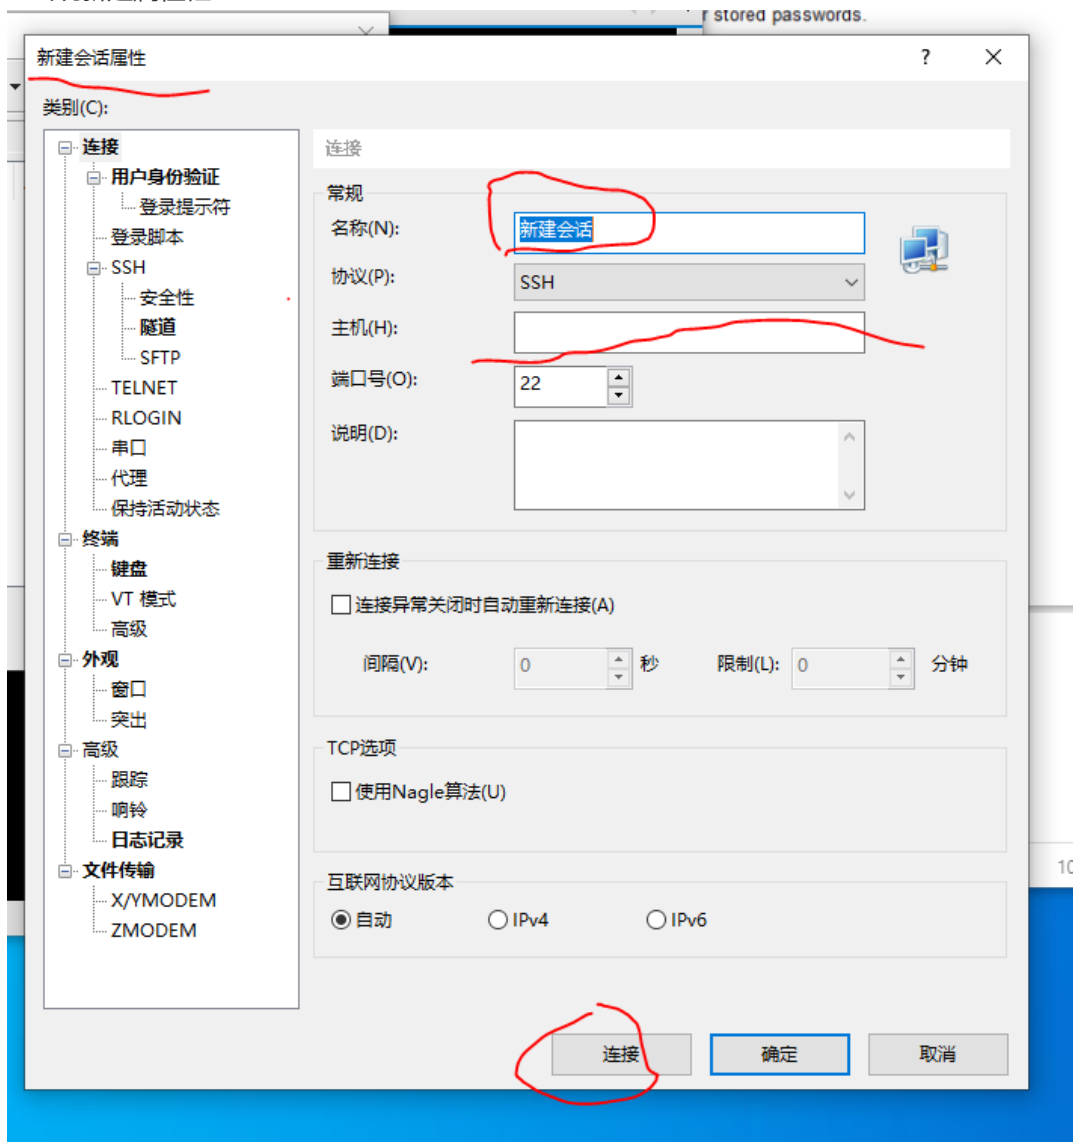 r stored passwords.
新建会话属性
?
类别(C):
连接
用户身份验证
登录提示符
登录脚本
SSH
安全性
隧道
SFTP
TELNET
RLOGIN
串口
代理
保持活动状态
终端
键盘
VT 模式
高级
外观
窗口
突出
高级
跟踪
响铃
日志记录
文件传输
X/YMODEM
ZMODEM
连接
常规
名称(N): 新建会话
协议(P): SSH
主机(H):
端口号(O): 22
说明(D):
重新连接
连接异常关闭时自动重新连接(A)
间隔(V): 0 秒 限制(L): 0 分钟
TCP选项
使用Nagle算法(U)
互联网协议版本
自动 IPv4 IPv6
连接 确定 取消
10